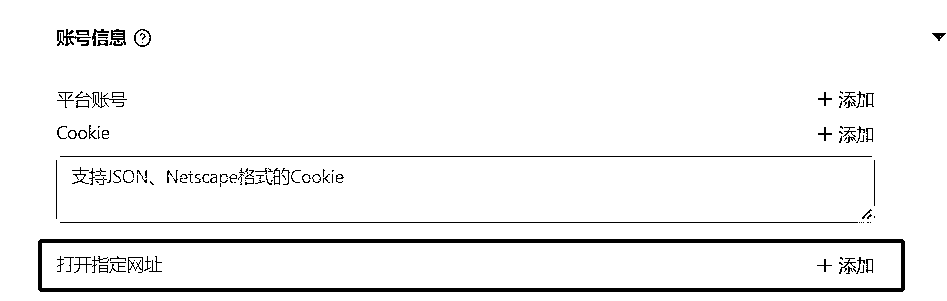 账号信息 ?
平台账号 + 添加
Cookie + 添加
支持JSON、Netscape格式的Cookie
打开指定网址 + 添加